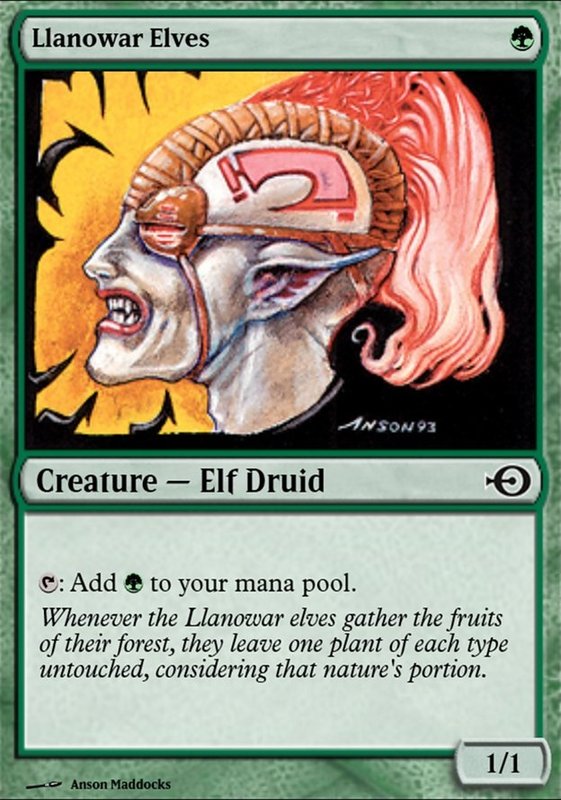 Llanowar Elves
ANSON93
Creature — Elf Druid
: Add to your mana pool.
Whenever the Llanowar elves gather the fruits
of their forest, they leave one plant of each type
untouched, considering that nature's portion.
1/1
Anson Maddocks